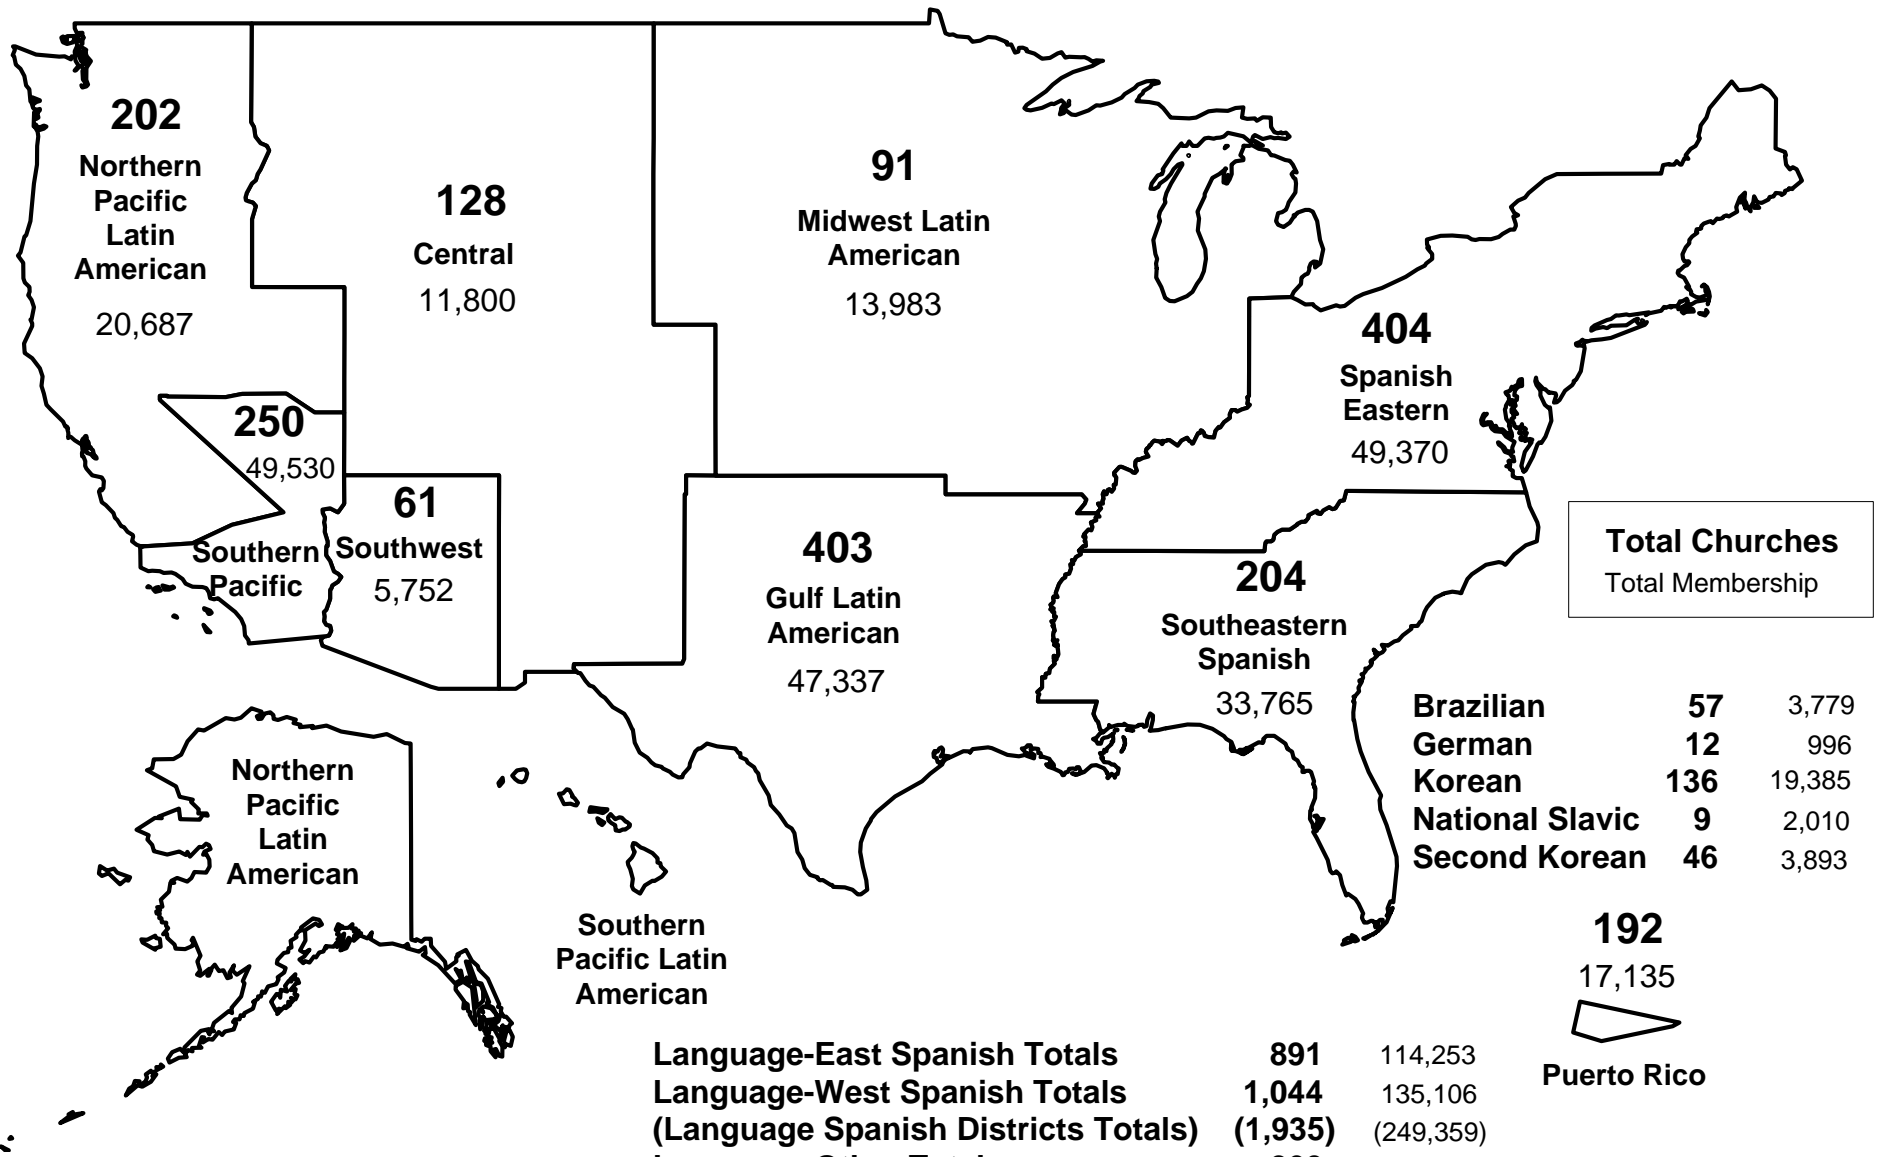 202
Northern
Pacific
Latin
American
20,687
128
Central
11,800
91
Midwest Latin
American
13,983
404
Spanish
Eastern
49,370
250
49,530
Southern
Pacific
61
Southwest
5,752
403
Gulf Latin
American
47,337
204
Southeastern
Spanish
33,765
Total Churches
Total Membership
Brazilian 57 3,779
German 12 996
Korean 136 19,385
National Slavic 9 2,010
Second Korean 46 3,893
Northern
Pacific
Latin
American
Southern
Pacific Latin
American
192
17,135
Puerto Rico
Language-East Spanish Totals 891 114,253
Language-West Spanish Totals 1,044 135,106
(Language Spanish Districts Totals) (1,935) (249,359)